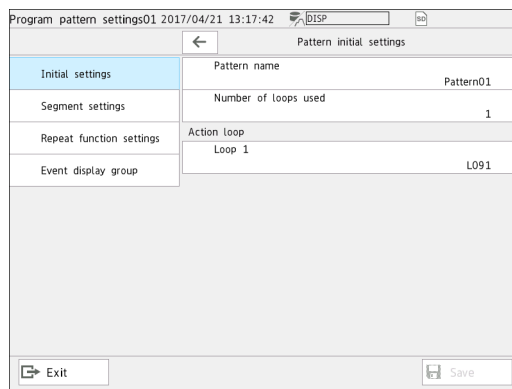 Program pattern settings01 2017/04/21 13:17:42 DISP SD
← Pattern initial settings
Initial settings
Segment settings
Repeat function settings
Event display group
Pattern name
Pattern01
Number of loops used
1
Action loop
Loop 1
L091
Exit
Save